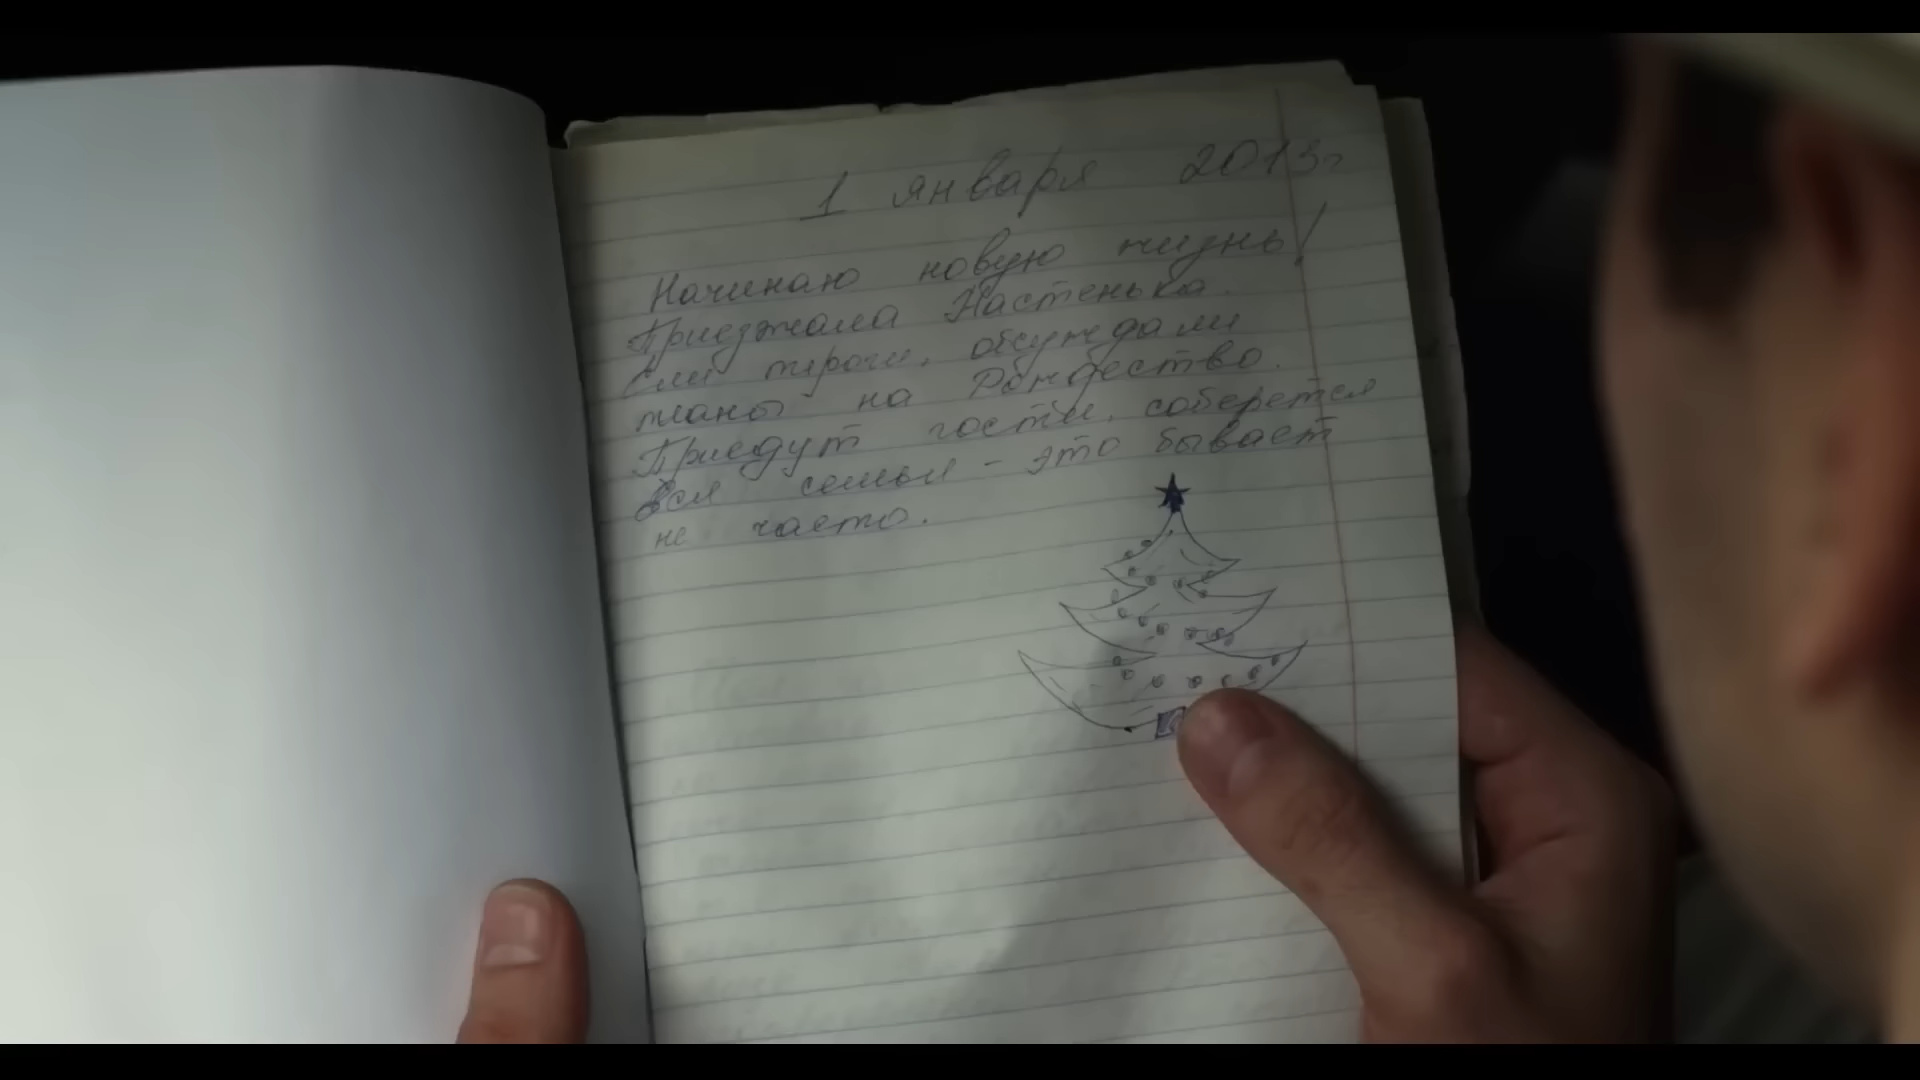 1 января 2013г
Начинаю новую жизнь!
Приезжала Настенька.
Ели пироги, обсуждали
планы на Рождество.
Приедут гости, соберется
вся семья - это бывает
не часто.